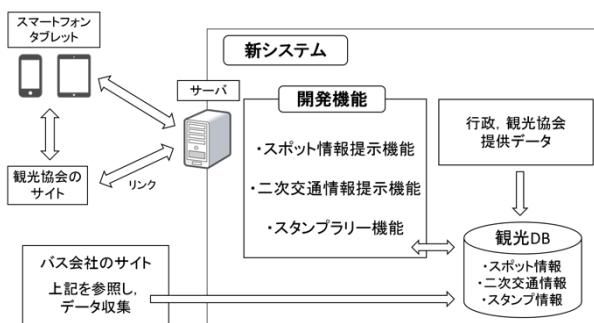 スマートフォン
タブレット
新システム
サーバ
開発機能
・スポット情報提示機能
・二次交通情報提示機能
・スタンプラリー機能
行政，観光協会
提供データ
観光協会の
サイト
リンク
観光DB
・スポット情報
・二次交通情報
・スタンプ情報
バス会社のサイト
上記を参照し，
データ収集